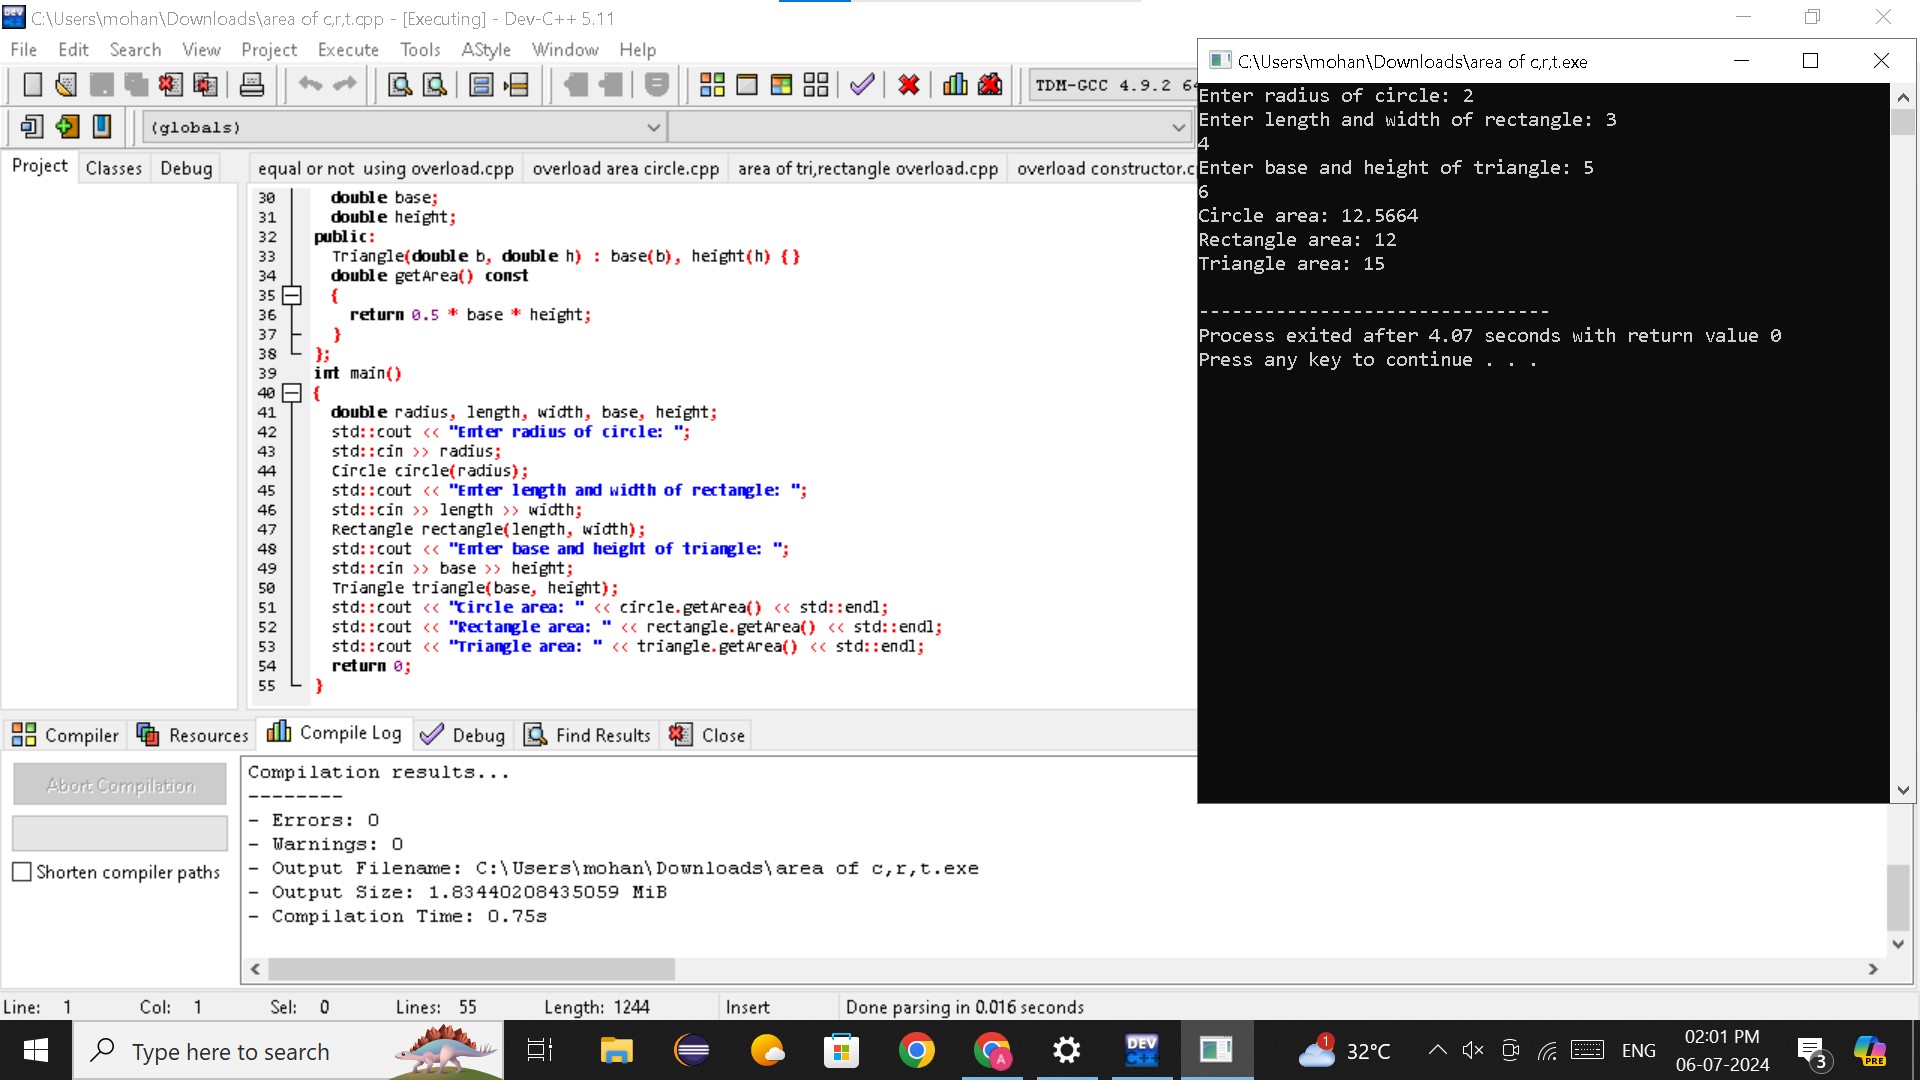 C:\Users\mohan\Downloads\area of c,r,t.cpp - [Executing] - Dev-C++ 5.11
File Edit Search View Project Execute Tools AStyle Window Help
TDM-GCC 4.9.2 64
(globals)
Project Classes Debug
equal or not using overload.cpp overload area circle.cpp area of tri,rectangle overload.cpp overload constructor.c
30 double base;
31 double height;
32 public:
33 Triangle(double b, double h) : base(b), height(h) {}
34 double getArea() const
35 {
36 return 0.5 * base * height;
37 }
38 };
39 int main()
40 {
41 double radius, length, width, base, height;
42 std::cout << "Enter radius of circle: ";
43 std::cin >> radius;
44 Circle circle(radius);
45 std::cout << "Enter length and width of rectangle: ";
46 std::cin >> length >> width;
47 Rectangle rectangle(length, width);
48 std::cout << "Enter base and height of triangle: ";
49 std::cin >> base >> height;
50 Triangle triangle(base, height);
51 std::cout << "Circle area: " << circle.getArea() << std::endl;
52 std::cout << "Rectangle area: " << rectangle.getArea() << std::endl;
53 std::cout << "Triangle area: " << triangle.getArea() << std::endl;
54 return 0;
55 }
C:\Users\mohan\Downloads\area of c,r,t.exe
Enter radius of circle: 2
Enter length and width of rectangle: 3
4
Enter base and height of triangle: 5
6
Circle area: 12.5664
Rectangle area: 12
Triangle area: 15
--------------------------------
Process exited after 4.07 seconds with return value 0
Press any key to continue . . .
Compiler Resources Compile Log Debug Find Results Close
Abort Compilation
Shorten compiler paths
Compilation results...
--------
- Errors: 0
- Warnings: 0
- Output Filename: C:\Users\mohan\Downloads\area of c,r,t.exe
- Output Size: 1.83440208435059 MiB
- Compilation Time: 0.75s
Line: 1 Col: 1 Sel: 0 Lines: 55 Length: 1244 Insert Done parsing in 0.016 seconds
Type here to search
A
DEV C++
1
32°C
ENG
02:01 PM
06-07-2024
3
PRE